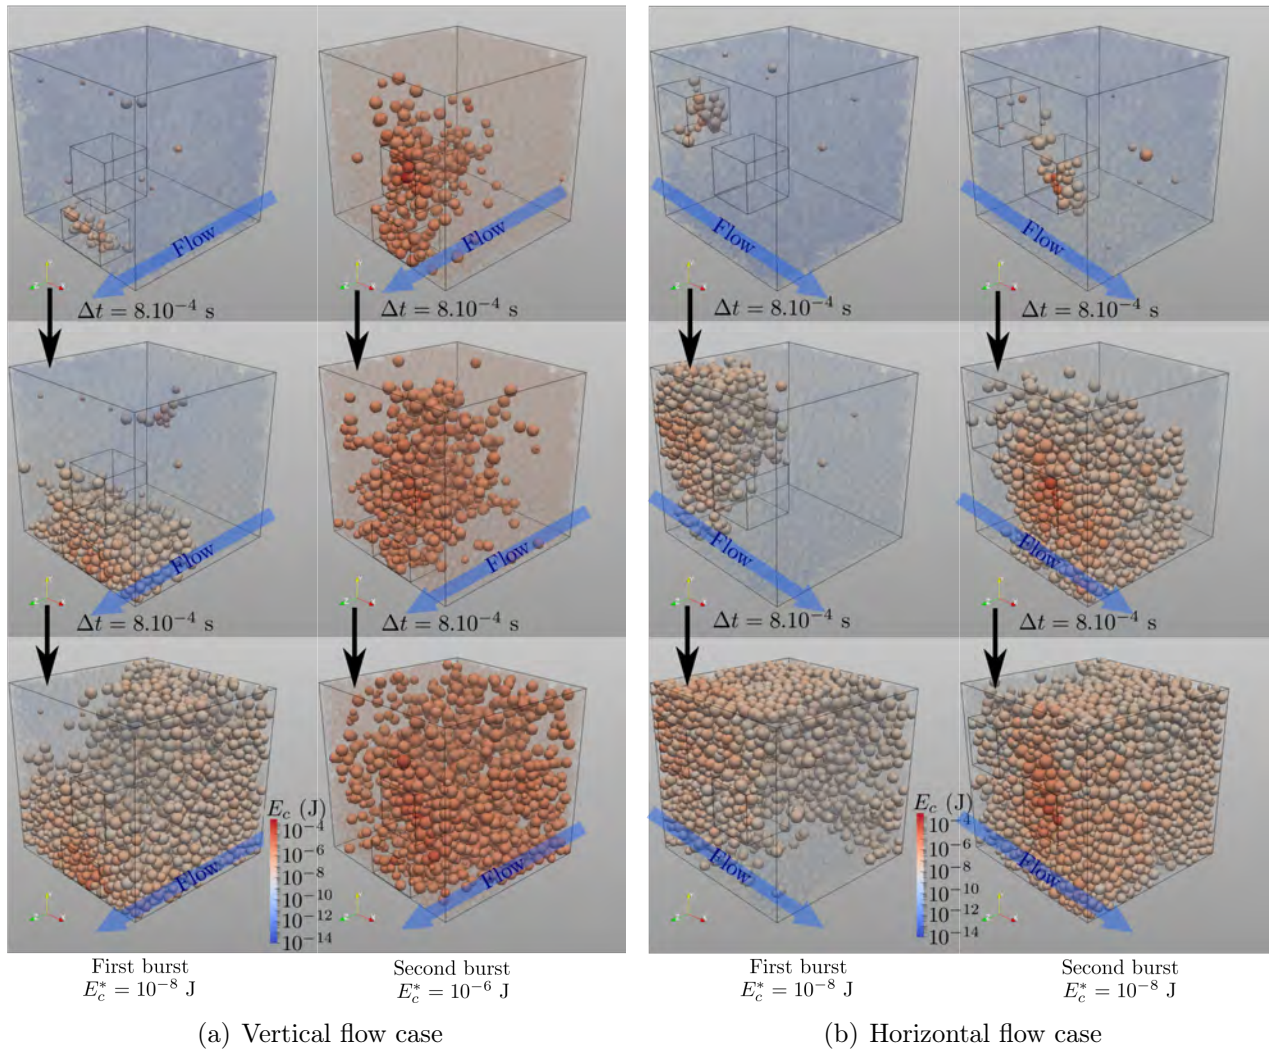 Flow
Flow
Flow
Flow
Δt = 8.10⁻⁴ s
Δt = 8.10⁻⁴ s
Δt = 8.10⁻⁴ s
Δt = 8.10⁻⁴ s
Flow
Flow
Flow
Flow
Δt = 8.10⁻⁴ s
Δt = 8.10⁻⁴ s
Δt = 8.10⁻⁴ s
Δt = 8.10⁻⁴ s
E_c (J)
10⁻⁴
10⁻⁶
10⁻⁸
10⁻¹⁰
10⁻¹²
10⁻¹⁴
E_c (J)
10⁻⁴
10⁻⁶
10⁻⁸
10⁻¹⁰
10⁻¹²
10⁻¹⁴
Flow
Flow
Flow
Flow
First burst
E_c* = 10⁻⁸ J
Second burst
E_c* = 10⁻⁶ J
First burst
E_c* = 10⁻⁸ J
Second burst
E_c* = 10⁻⁸ J
(a) Vertical flow case
(b) Horizontal flow case